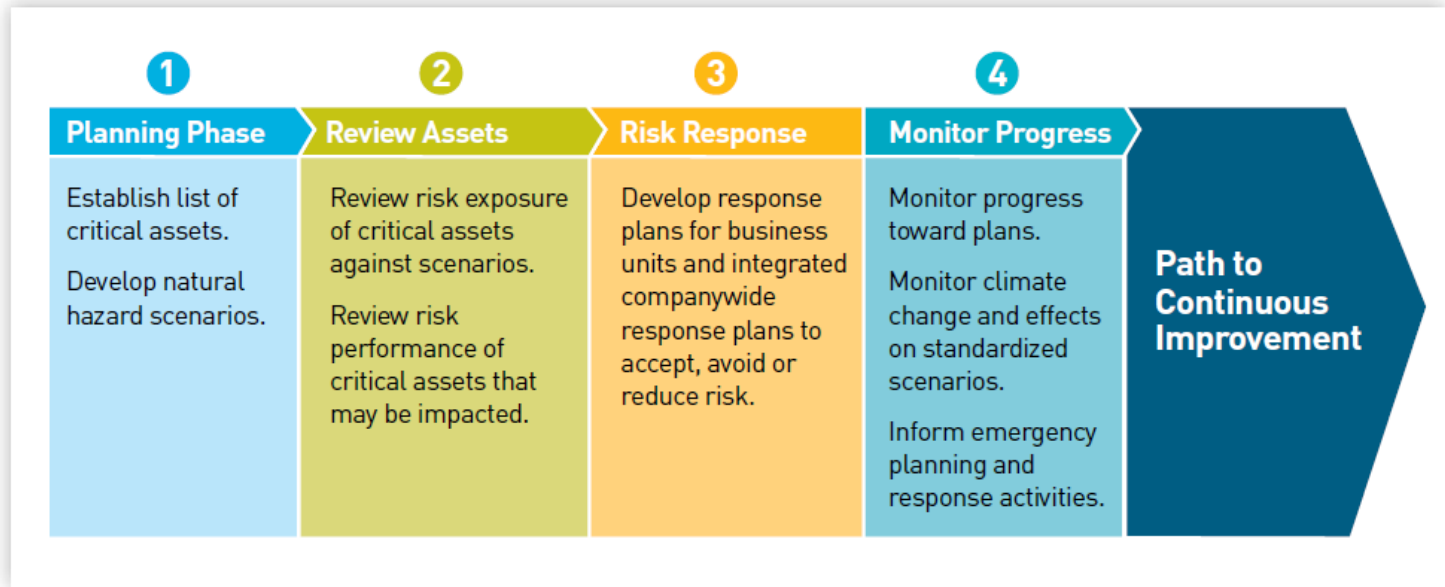 1
2
3
4
Planning Phase
Review Assets
Risk Response
Monitor Progress
Establish list of
critical assets.
Develop natural
hazard scenarios.
Review risk exposure
of critical assets
against scenarios.
Review risk
performance of
critical assets that
may be impacted.
Develop response
plans for business
units and integrated
companywide
response plans to
accept, avoid or
reduce risk.
Monitor progress
toward plans.
Monitor climate
change and effects
on standardized
scenarios.
Inform emergency
planning and
response activities.
Path to
Continuous
Improvement